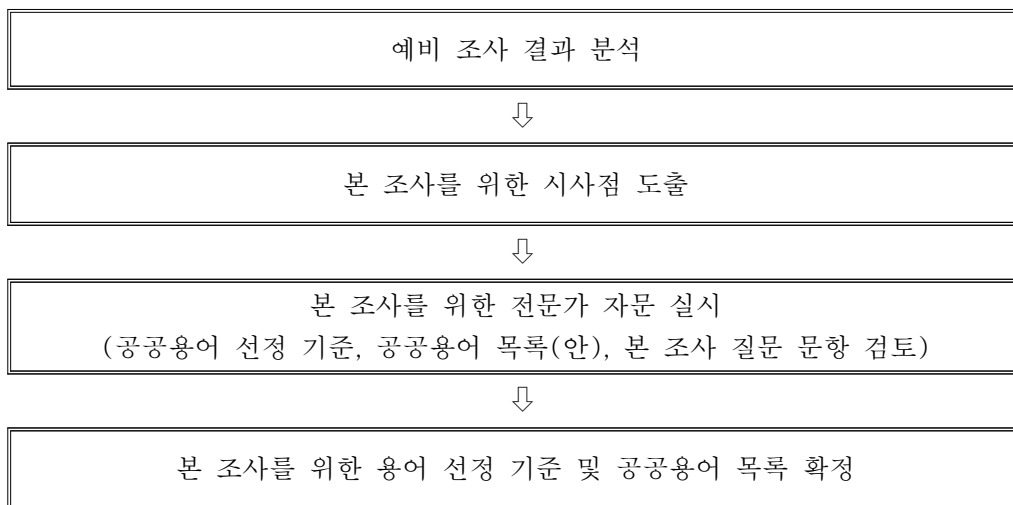 예비 조사 결과 분석
⇩
본 조사를 위한 시사점 도출
⇩
본 조사를 위한 전문가 자문 실시
(공공용어 선정 기준, 공공용어 목록(안), 본 조사 질문 문항 검토)
⇩
본 조사를 위한 용어 선정 기준 및 공공용어 목록 확정